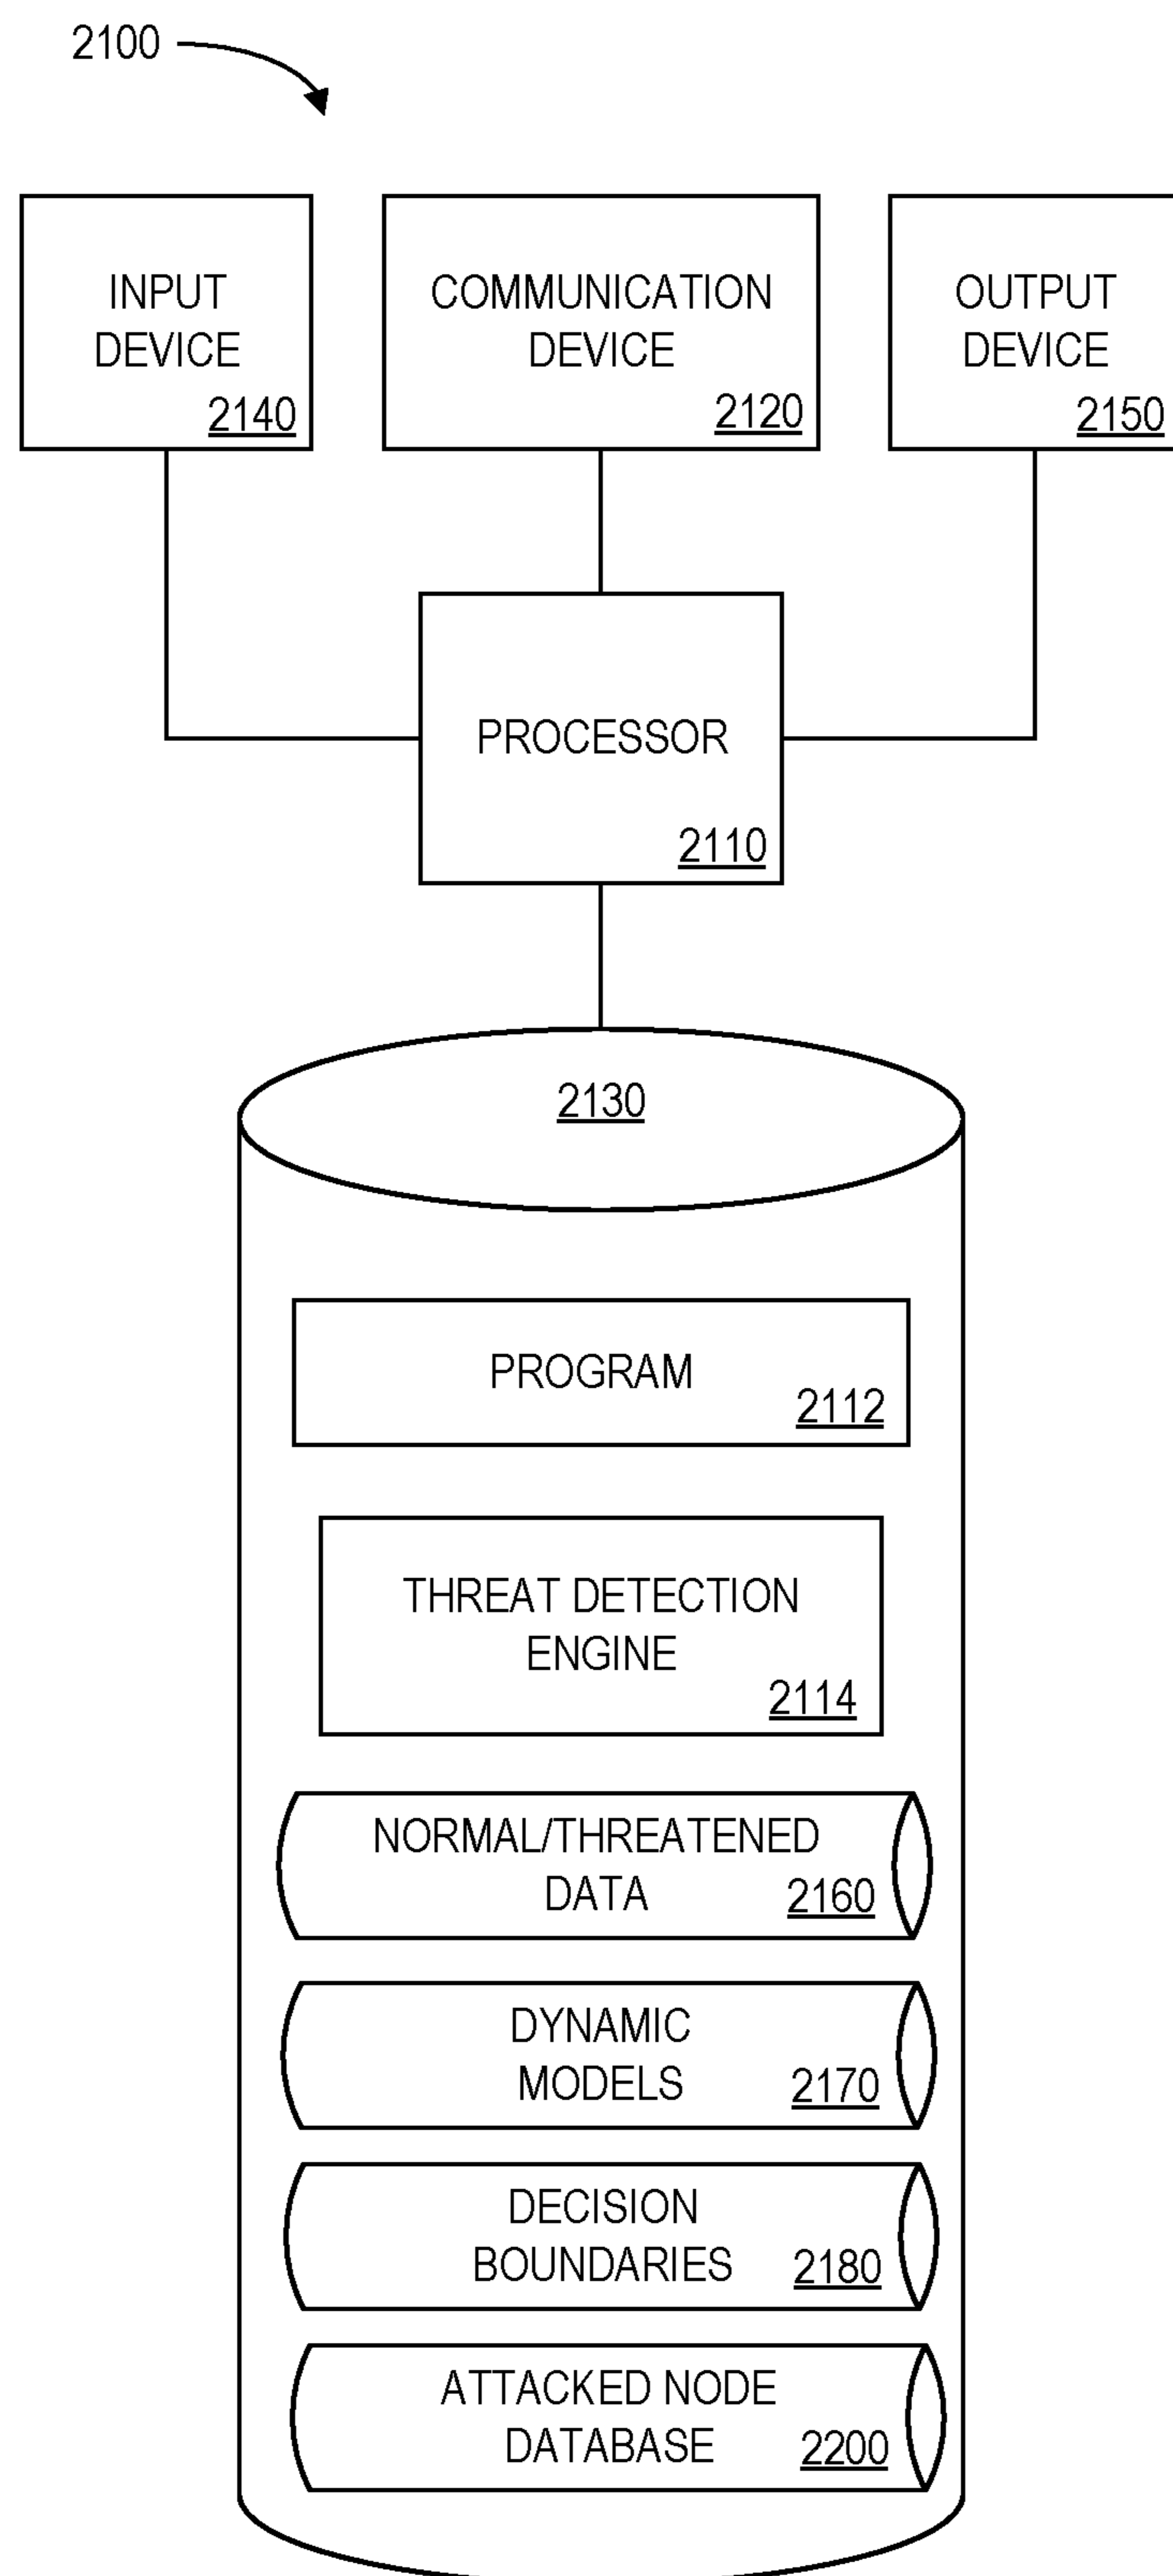 2100
INPUT
DEVICE
2140
COMMUNICATION
DEVICE
2120
OUTPUT
DEVICE
2150
PROCESSOR
2110
2130
PROGRAM
2112
THREAT DETECTION
ENGINE
2114
NORMAL/THREATENED
DATA 2160
DYNAMIC
MODELS 2170
DECISION
BOUNDARIES 2180
ATTACKED NODE
DATABASE 2200